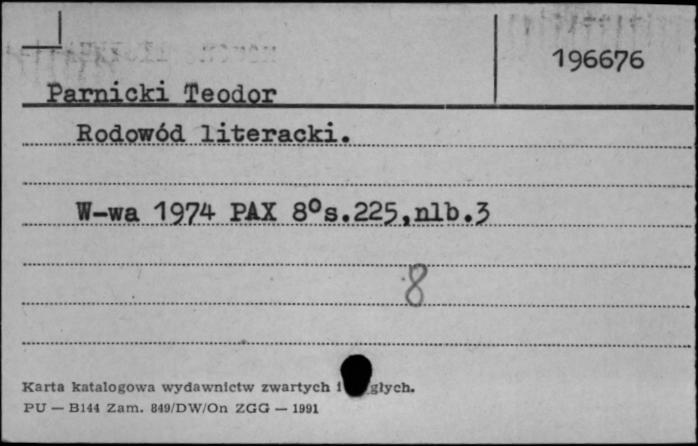 196676
Parnicki Teodor
Rodowód literacki.
W-wa 1974 PAX 8°s.225,nlb.3
8
Karta katalogowa wydawnictw zwartych i głych.
PU — B144 Zam. 849/DW/On ZGG — 1991